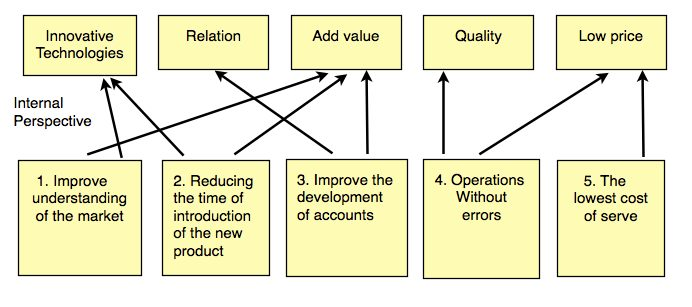 Innovative
Technologies
Relation
Add value
Quality
Low price
Internal
Perspective
1. Improve
understanding
of the market
2. Reducing
the time of
introduction
of the new
product
3. Improve the
development
of accounts
4. Operations
Without
errors
5. The
lowest cost
of serve